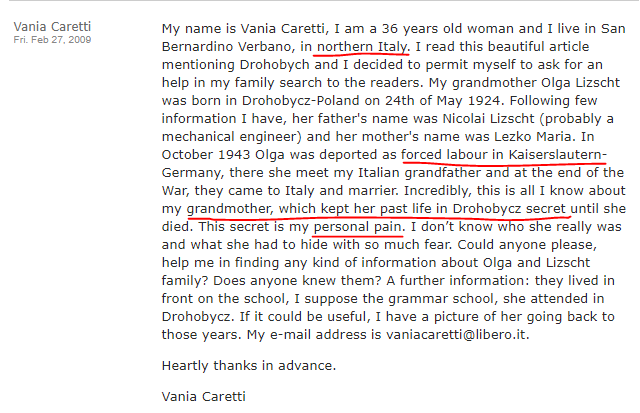 Vania Caretti
Fri. Feb 27, 2009
My name is Vania Caretti, I am a 36 years old woman and I live in San
Bernardino Verbano, in northern Italy. I read this beautiful article
mentioning Drohobych and I decided to permit myself to ask for an
help in my family search to the readers. My grandmother Olga Lizscht
was born in Drohobycz-Poland on 24th of May 1924. Following few
information I have, her father's name was Nicolai Lizscht (probably a
mechanical engineer) and her mother's name was Lezko Maria. In
October 1943 Olga was deported as forced labour in Kaiserslautern-
Germany, there she meet my Italian grandfather and at the end of the
War, they came to Italy and marrier. Incredibly, this is all I know about
my grandmother, which kept her past life in Drohobycz secret until she
died. This secret is my personal pain. I don't know who she really was
and what she had to hide with so much fear. Could anyone please,
help me in finding any kind of information about Olga and Lizscht
family? Does anyone knew them? A further information: they lived in
front on the school, I suppose the grammar school, she attended in
Drohobycz. If it could be useful, I have a picture of her going back to
those years. My e-mail address is vaniacaretti@libero.it.
Heartly thanks in advance.
Vania Caretti